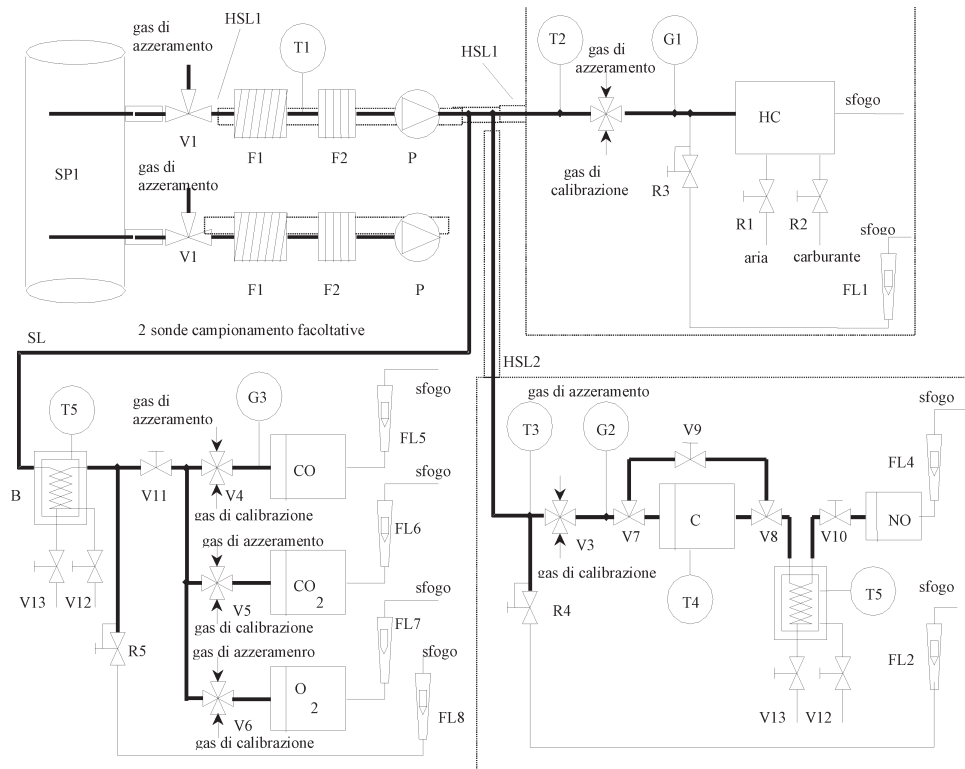 HSL1
gas di
azzeramento
T1
V1
F1
F2
P
SP1
gas di
azzeramento
V1
F1
F2
P
2 sonde campionamento facoltative
HSL1
T2
gas di
azzeramento
G1
HC
sfogo
gas di
calibrazione
R3
R1
R2
aria
carburante
sfogo
FL1
SL
HSL2
T5
gas di
azzeramento
G3
sfogo
FL5
B
V11
V4
CO
gas di calibrazione
sfogo
FL6
gas di azzeramento
CO
2
V5
gas di calibrazione
sfogo
FL7
V13
V12
R5
gas di azzeramenro
O
2
V6
gas di calibrazione
sfogo
FL8
gas di azzeramento
T3
G2
V9
sfogo
FL4
V3
V7
C
V8
V10
NO
gas di calibrazione
R4
T4
T5
sfogo
FL2
V13
V12